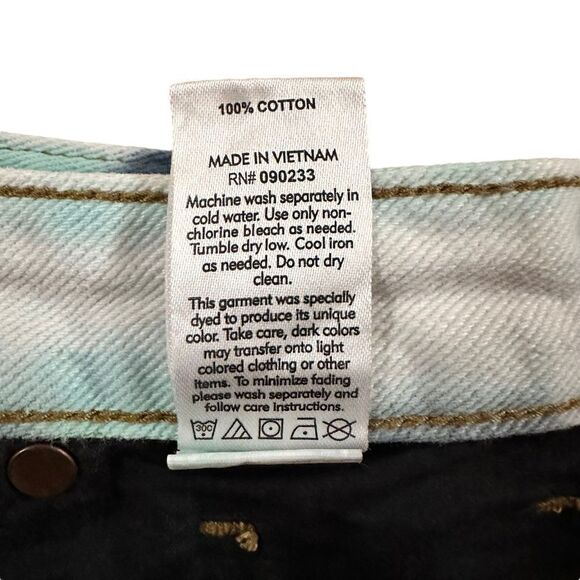 100% COTTON
MADE IN VIETNAM
RN# 090233
Machine wash separately in
cold water. Use only non-
chlorine bleach as needed.
Tumble dry low. Cool iron
as needed. Do not dry
clean.
This garment was specially
dyed to produce its unique
color. Take care, dark colors
may transfer onto light
colored clothing or other
items. To minimize fading
please wash separately and
follow care instructions.
30C